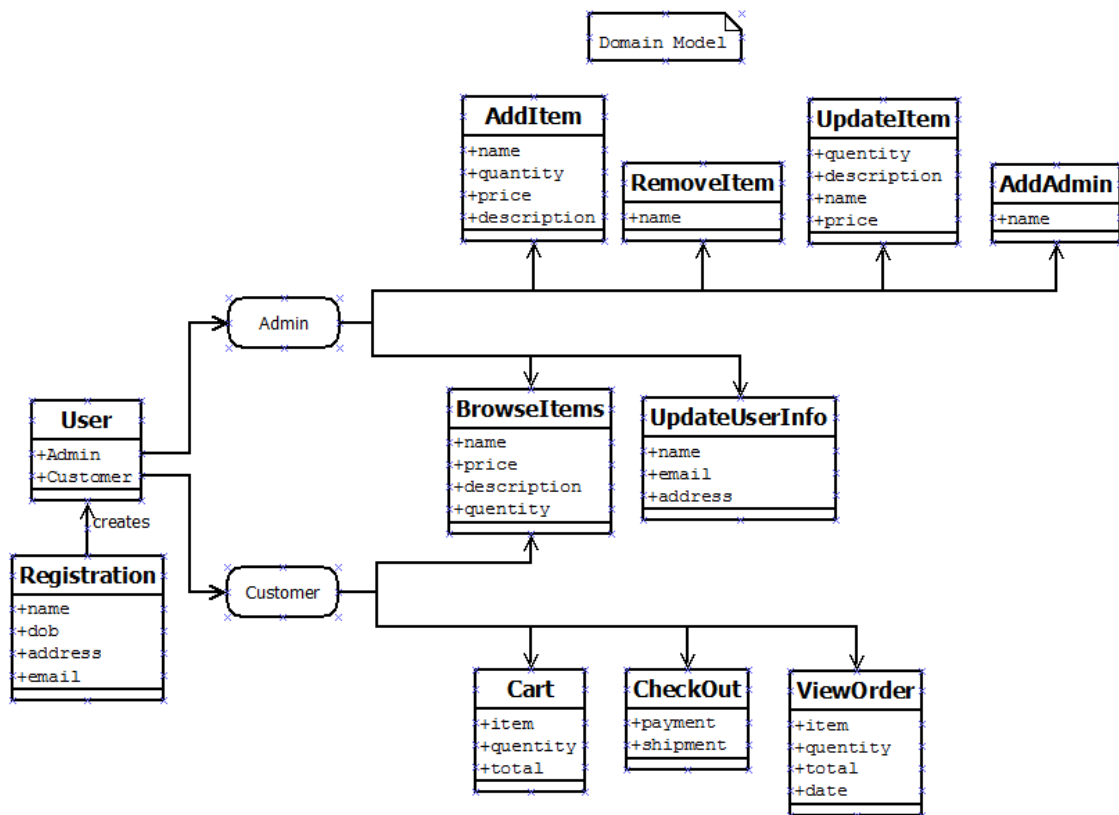 Domain Model
AddItem
+name
+quantity
+price
+description
RemoveItem
+name
UpdateItem
+quentity
+description
+name
+price
AddAdmin
+name
Admin
User
+Admin
+Customer
creates
Registration
+name
+dob
+address
+email
BrowseItems
+name
+price
+description
+quentity
UpdateUserInfo
+name
+email
+address
Customer
Cart
+item
+quentity
+total
CheckOut
+payment
+shipment
ViewOrder
+item
+quentity
+total
+date